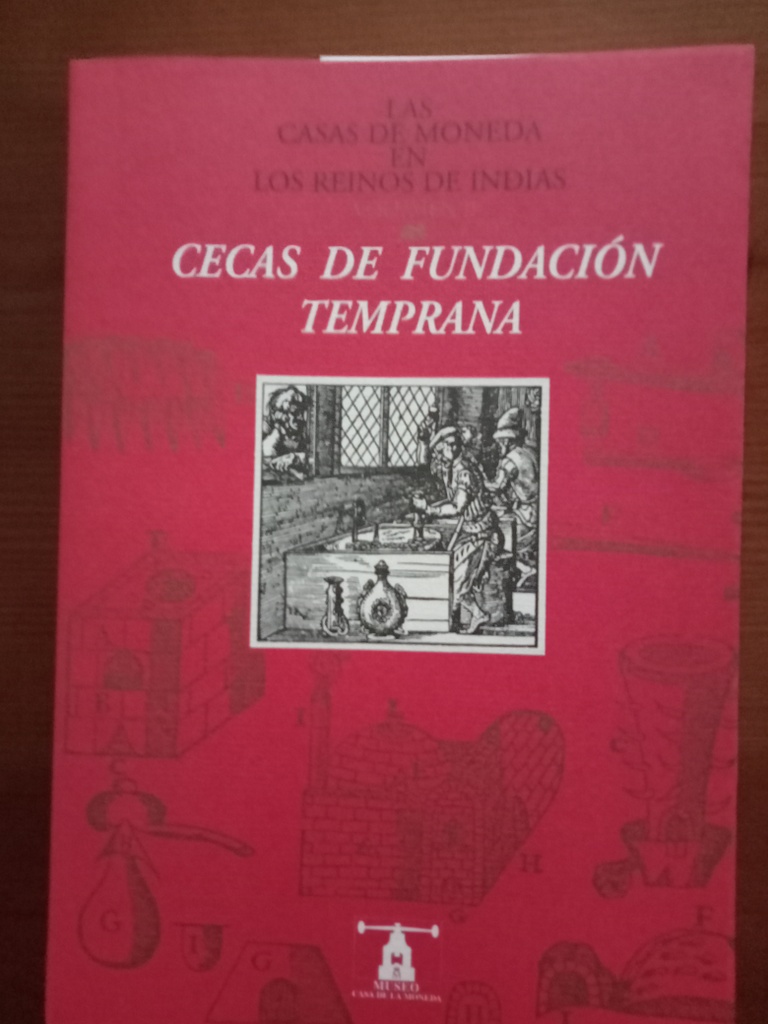 LAS
CASAS DE MONEDA
EN
LOS REINOS DE INDIAS
CECAS DE FUNDACIÓN
TEMPRANA
F
I
H
G
I
G
F
MUSEO
CASA DE LA MONEDA